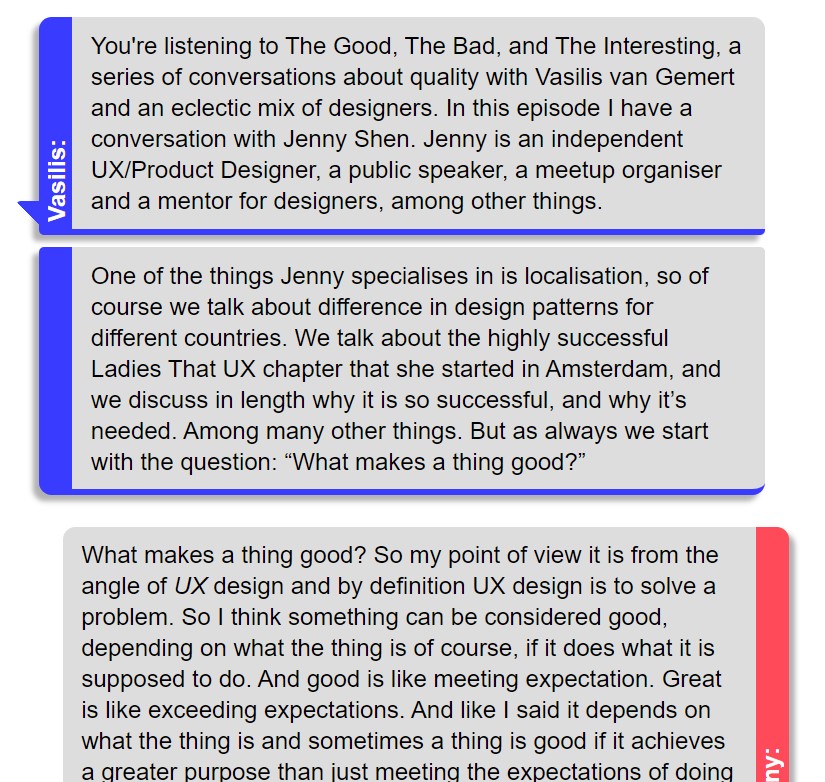 Vasilis:
You're listening to The Good, The Bad, and The Interesting, a
series of conversations about quality with Vasilis van Gemert
and an eclectic mix of designers. In this episode I have a
conversation with Jenny Shen. Jenny is an independent
UX/Product Designer, a public speaker, a meetup organiser
and a mentor for designers, among other things.
One of the things Jenny specialises in is localisation, so of
course we talk about difference in design patterns for
different countries. We talk about the highly successful
Ladies That UX chapter that she started in Amsterdam, and
we discuss in length why it is so successful, and why it’s
needed. Among many other things. But as always we start
with the question: “What makes a thing good?”
What makes a thing good? So my point of view it is from the
angle of UX design and by definition UX design is to solve a
problem. So I think something can be considered good,
depending on what the thing is of course, if it does what it is
supposed to do. And good is like meeting expectation. Great
is like exceeding expectations. And like I said it depends on
what the thing is and sometimes a thing is good if it achieves
a greater purpose than just meeting the expectations of doing